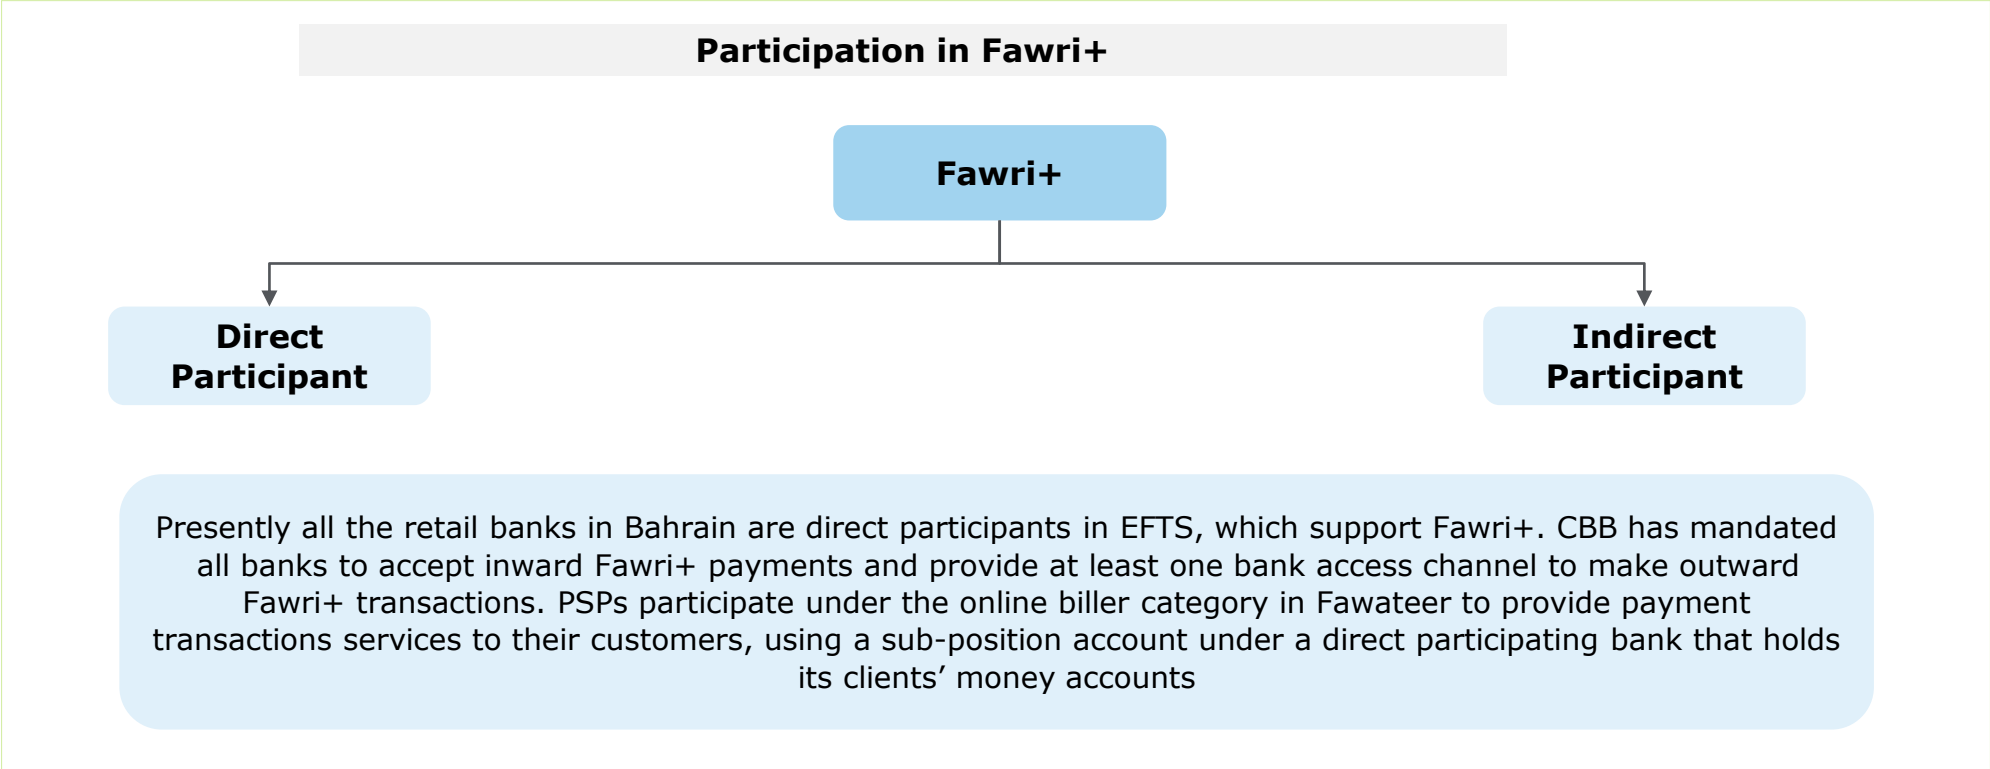 Participation in Fawri+
Fawri+
Direct
Participant
Indirect
Participant
Presently all the retail banks in Bahrain are direct participants in EFTS, which support Fawri+. CBB has mandated
all banks to accept inward Fawri+ payments and provide at least one bank access channel to make outward
Fawri+ transactions. PSPs participate under the online biller category in Fawateer to provide payment
transactions services to their customers, using a sub-position account under a direct participating bank that holds
its clients’ money accounts